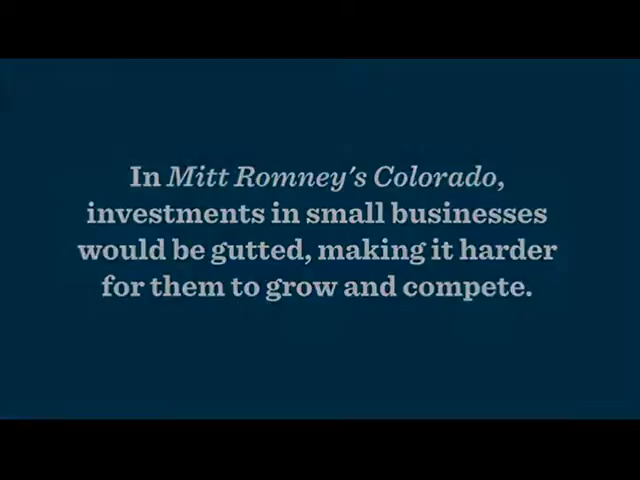 In Mitt Romney's Colorado,
investments in small businesses
would be gutted, making it harder
for them to grow and compete.